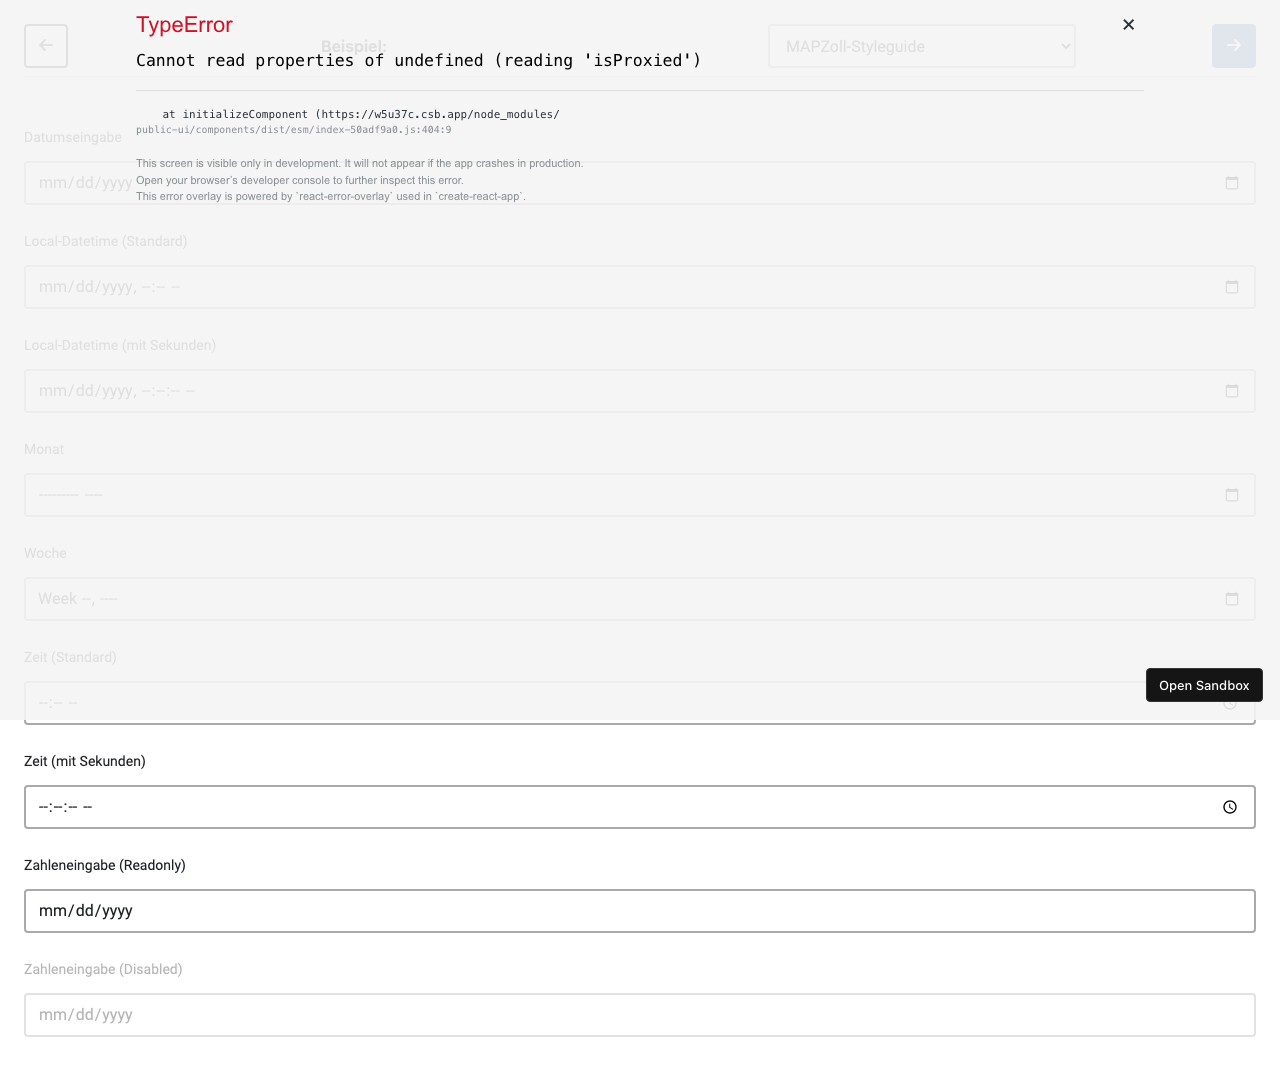 TypeError
Beispiel:
MAPZoll-Styleguide
Cannot read properties of undefined (reading 'isProxied')
at initializeComponent (https://w5u37c.csb.app/node_modules/
public-ui/components/dist/esm/index-50adf9a0.js:404:9
Datumseingabe
This screen is visible only in development. It will not appear if the app crashes in production.
mm/dd/yyyy
Open your browser's developer console to further inspect this error.
This error overlay is powered by `react-error-overlay` used in `create-react-app`.
Local-Datetime (Standard)
mm/dd/yyyy, --:-- --
Local-Datetime (mit Sekunden)
mm/dd/yyyy, --:--:-- --
Monat
--------- ----
Woche
Week --, ----
Zeit (Standard)
Open Sandbox
--:-- --
Zeit (mit Sekunden)
--:--:-- --
Zahleneingabe (Readonly)
mm/dd/yyyy
Zahleneingabe (Disabled)
mm/dd/yyyy